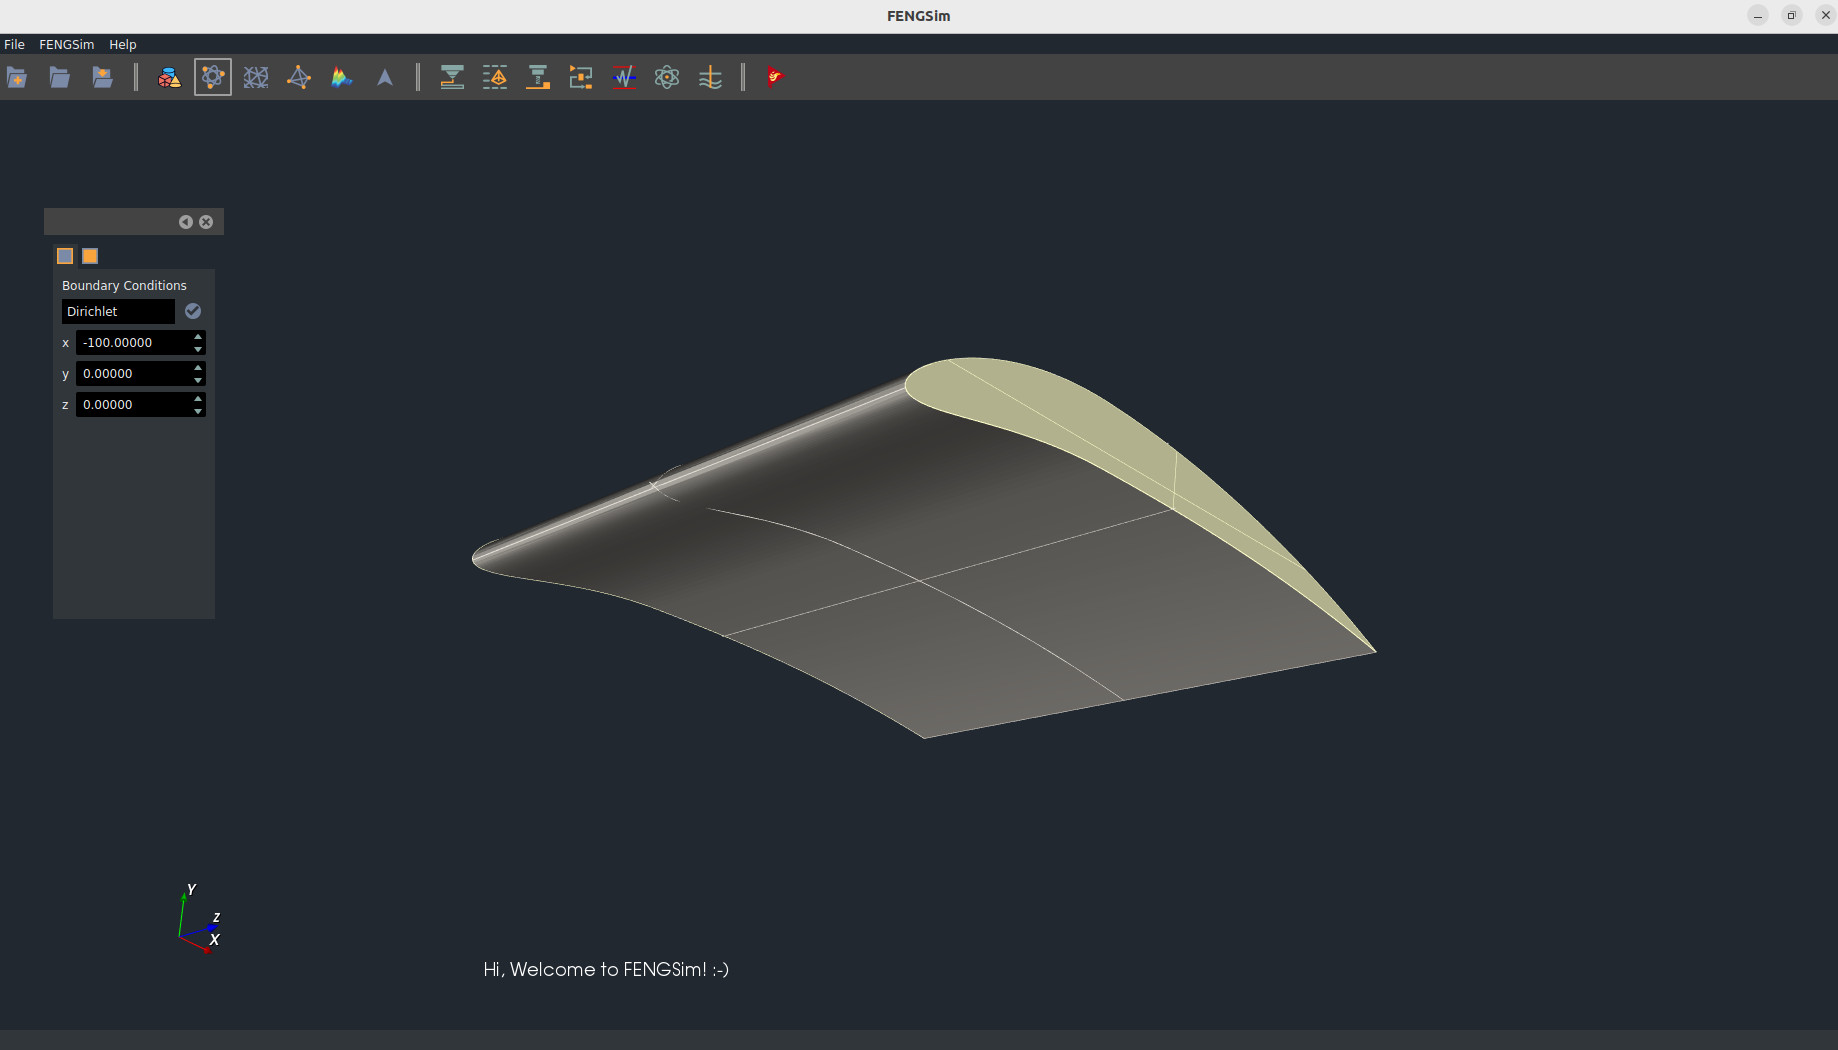 FENGSim
File FENGSim Help
Boundary Conditions
Dirichlet
x -100.00000
y 0.00000
z 0.00000
Y
Z
X
Hi, Welcome to FENGSim! :-)